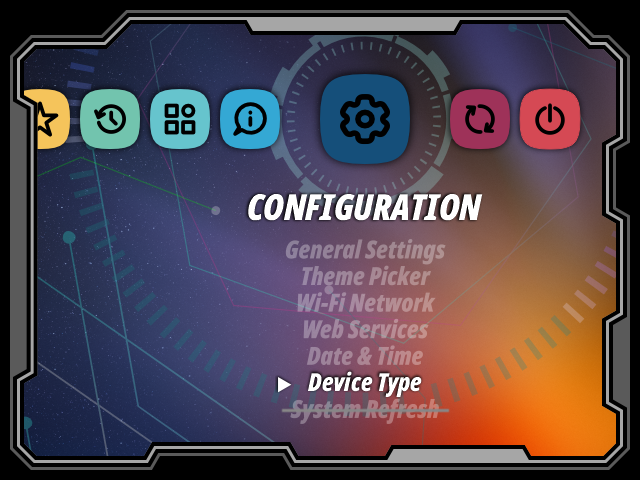 CONFIGURATION
General Settings
Theme Picker
Wi-Fi Network
Web Services
Date & Time
Device Type
System Refresh